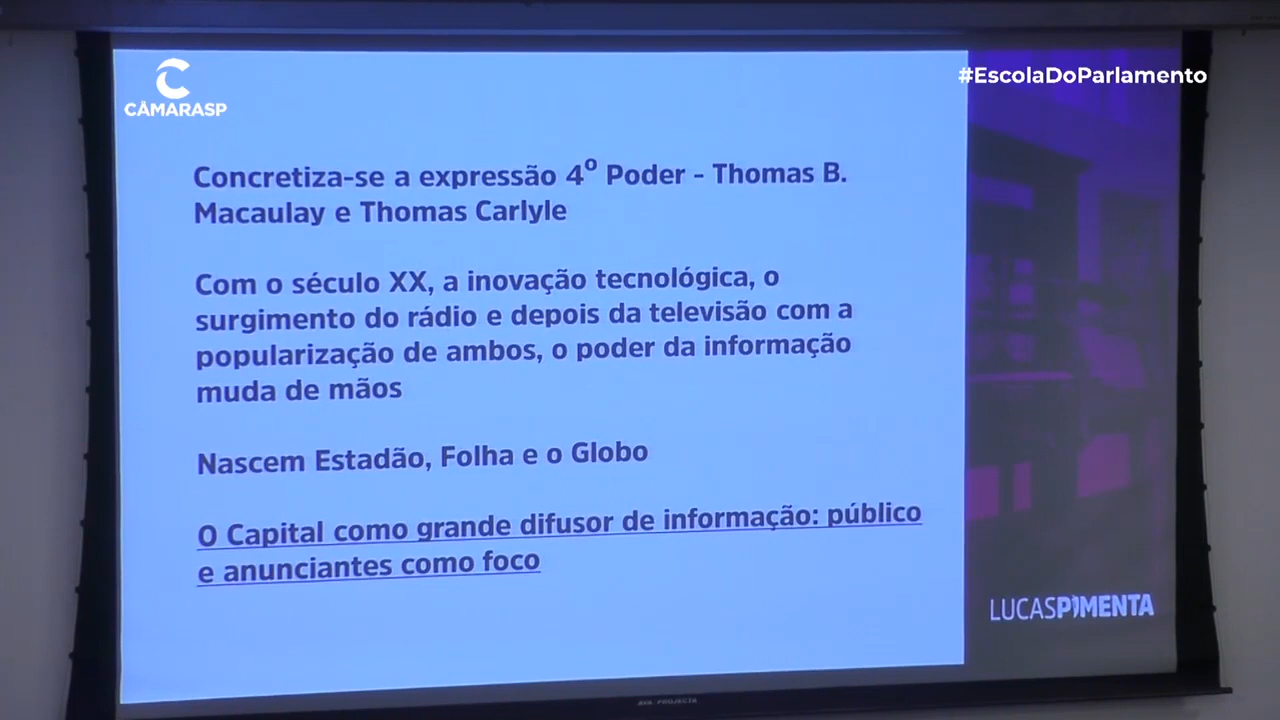 CÂMARASP
#EscolaDoParlamento
Concretiza-se a expressão 4º Poder - Thomas B.
Macaulay e Thomas Carlyle
Com o século XX, a inovação tecnológica, o
surgimento do rádio e depois da televisão com a
popularização de ambos, o poder da informação
muda de mãos
Nascem Estadão, Folha e o Globo
O Capital como grande difusor de informação: público
e anunciantes como foco
LUCASPIMENTA
AVA PROJECTA